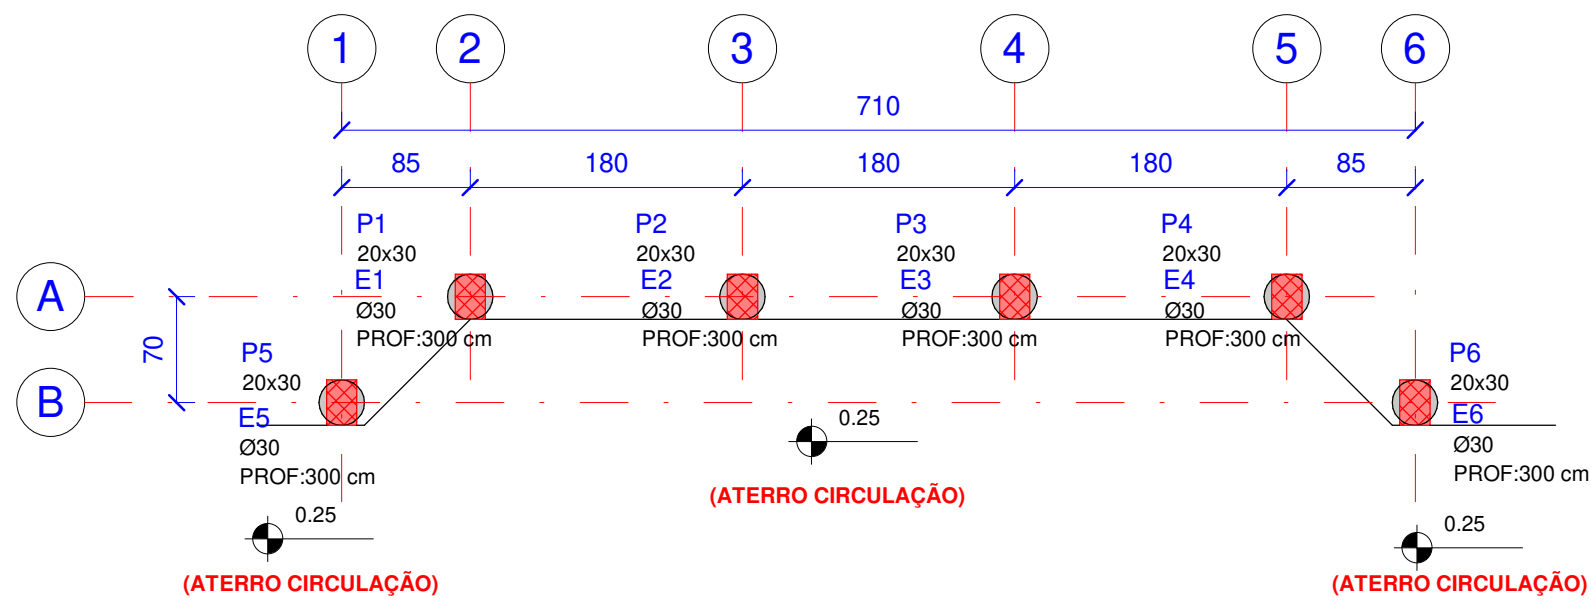 1 2 3 4 5 6
710
85 180 180 180 85
P1 P2 P3 P4
20x30 20x30 20x30 20x30
E1 E2 E3 E4
A
Ø30 Ø30 Ø30 Ø30
PROF:300 cm PROF:300 cm PROF:300 cm PROF:300 cm
70
P5 P6
20x30 20x30
B
E5 E6
Ø30 Ø30
PROF:300 cm PROF:300 cm
0.25
(ATERRO CIRCULAÇÃO)
0.25 0.25
(ATERRO CIRCULAÇÃO) (ATERRO CIRCULAÇÃO)